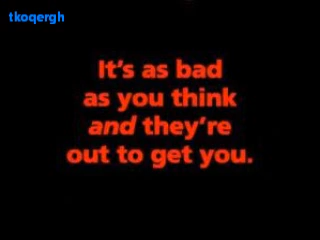 tkoqergh
It's as bad
as you think
and they're
out to get you.